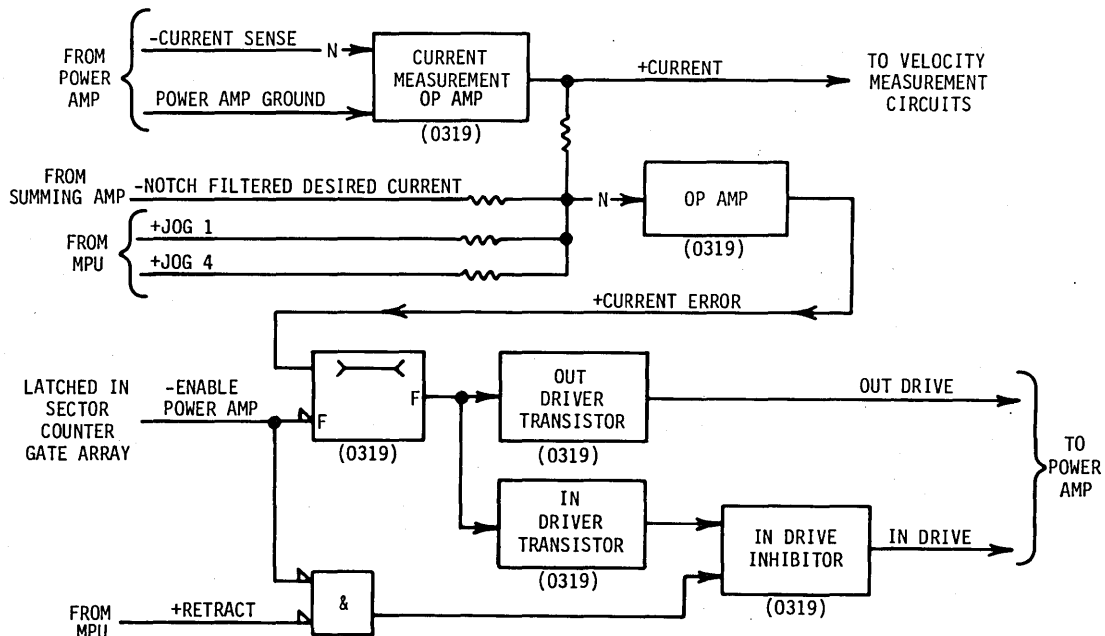 FROM
POWER
AMP
-CURRENT SENSE
N
POWER AMP GROUND
CURRENT
MEASUREMENT
OP AMP
(0319)
+CURRENT
TO VELOCITY
MEASUREMENT
CIRCUITS
FROM
SUMMING AMP
-NOTCH FILTERED DESIRED CURRENT
N
OP AMP
(0319)
FROM
MPU
+JOG 1
+JOG 4
+CURRENT ERROR
LATCHED IN
SECTOR
COUNTER
GATE ARRAY
-ENABLE
POWER AMP
F
F
(0319)
OUT
DRIVER
TRANSISTOR
(0319)
OUT DRIVE
IN
DRIVER
TRANSISTOR
(0319)
IN DRIVE
INHIBITOR
(0319)
IN DRIVE
TO
POWER
AMP
FROM
MPU
+RETRACT
&